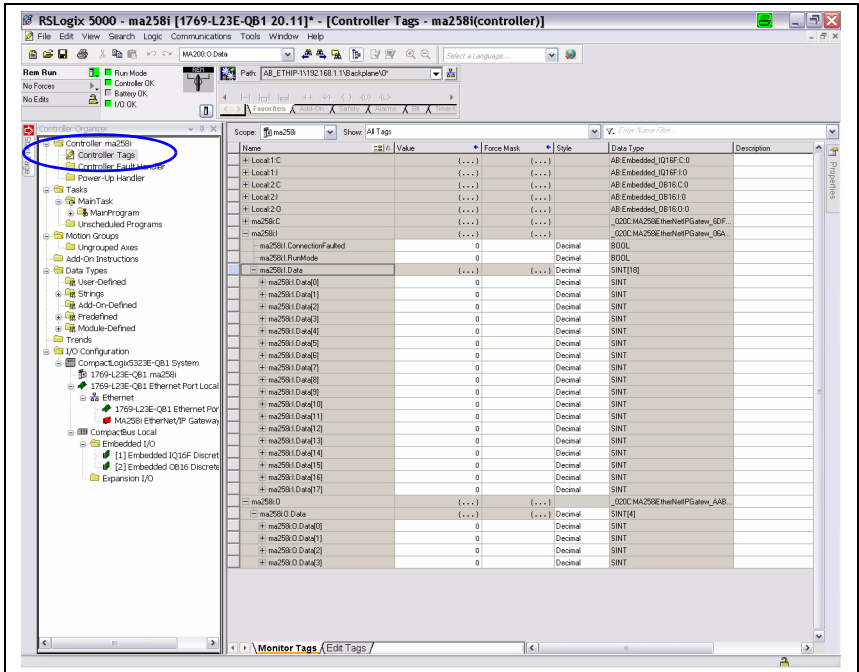 RSLogix 5000 - ma258i [1769-L23E-QB1 20.11]* - [Controller Tags - ma258i(controller)]
File Edit View Search Logic Communications Tools Window Help
MA200:O.Data
Select a Language...
Rem Run
No Forces
No Edits
Run Mode
Controller OK
Battery OK
I/O OK
REM
Path: AB_ETHIP-1\192.168.1.1\Backplane\0*
Favorites Add-On Safety Alarms Bit Timer/
Controller Organizer
Controller ma258i
Controller Tags
Controller Fault Handler
Power-Up Handler
Tasks
MainTask
MainProgram
Unscheduled Programs
Motion Groups
Ungrouped Axes
Add-On Instructions
Data Types
User-Defined
Strings
Add-On-Defined
Predefined
Module-Defined
Trends
I/O Configuration
CompactLogix5323E-QB1 System
1769-L23E-QB1 ma258i
1769-L23E-QB1 Ethernet Port Local
Ethernet
1769-L23E-QB1 Ethernet Por
MA258i EtherNet/IP Gateway
CompactBus Local
Embedded I/O
[1] Embedded IQ16F Discret
[2] Embedded OB16 Discrete
Expansion I/O
Scope: ma258i Show: All Tags
Enter Name Filter...
Name Value Force Mask Style Data Type Description
Local:1:C {...} {...} AB:Embedded_IQ16F:C:0
Local:1:I {...} {...} AB:Embedded_IQ16F:I:0
Local:2:C {...} {...} AB:Embedded_OB16:C:0
Local:2:I {...} {...} AB:Embedded_OB16:I:0
Local:2:O {...} {...} AB:Embedded_OB16:O:0
ma258i:C {...} {...} _020C:MA258iEtherNetIPGatew_6DF...
ma258i:I {...} {...} _020C:MA258iEtherNetIPGatew_06A...
ma258i:I.ConnectionFaulted 0 Decimal BOOL
ma258i:I.RunMode 0 Decimal BOOL
ma258i:I.Data {...} {...} Decimal SINT[18]
ma258i:I.Data[0] 0 Decimal SINT
ma258i:I.Data[1] 0 Decimal SINT
ma258i:I.Data[2] 0 Decimal SINT
ma258i:I.Data[3] 0 Decimal SINT
ma258i:I.Data[4] 0 Decimal SINT
ma258i:I.Data[5] 0 Decimal SINT
ma258i:I.Data[6] 0 Decimal SINT
ma258i:I.Data[7] 0 Decimal SINT
ma258i:I.Data[8] 0 Decimal SINT
ma258i:I.Data[9] 0 Decimal SINT
ma258i:I.Data[10] 0 Decimal SINT
ma258i:I.Data[11] 0 Decimal SINT
ma258i:I.Data[12] 0 Decimal SINT
ma258i:I.Data[13] 0 Decimal SINT
ma258i:I.Data[14] 0 Decimal SINT
ma258i:I.Data[15] 0 Decimal SINT
ma258i:I.Data[16] 0 Decimal SINT
ma258i:I.Data[17] 0 Decimal SINT
ma258i:O {...} {...} _020C:MA258iEtherNetIPGatew_AAB...
ma258i:O.Data {...} {...} Decimal SINT[4]
ma258i:O.Data[0] 0 Decimal SINT
ma258i:O.Data[1] 0 Decimal SINT
ma258i:O.Data[2] 0 Decimal SINT
ma258i:O.Data[3] 0 Decimal SINT
Properties
Monitor Tags Edit Tags